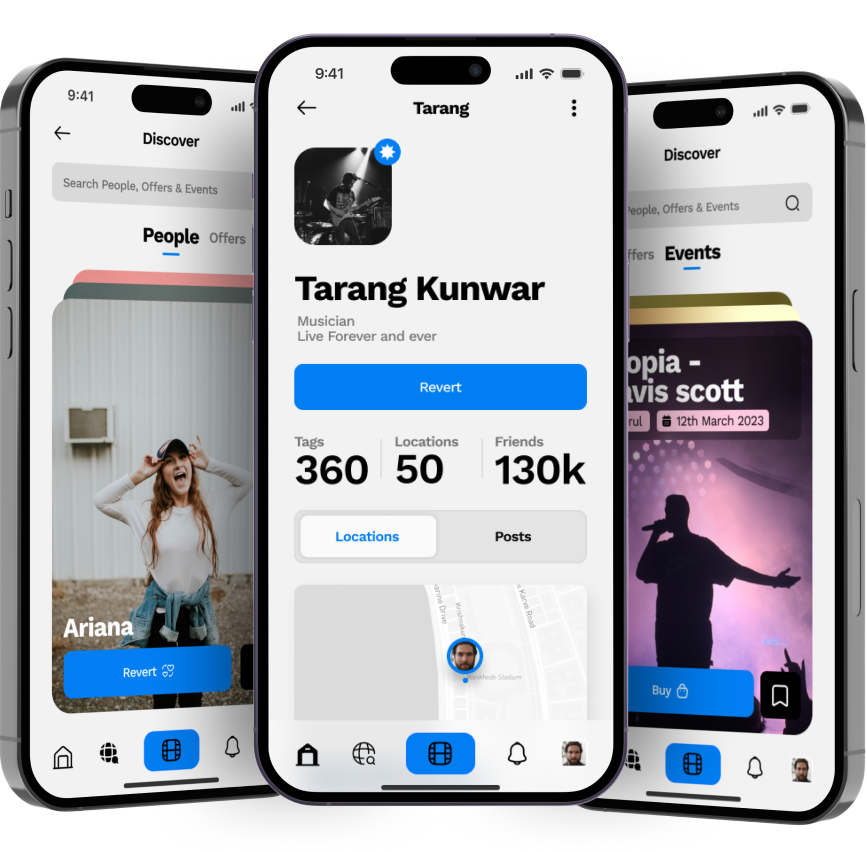 9:41
Discover
Search People, Offers & Events
People Offers
Ariana
Revert
9:41
Tarang
Tarang Kunwar
Musician
Live Forever and ever
Revert
Tags Locations Friends
360 50 130k
Locations Posts
Marine Drive
Karve Road
Stadium
Discover
People, Offers & Events
ffers Events
opia -
avis scott
rul 12th March 2023
Buy